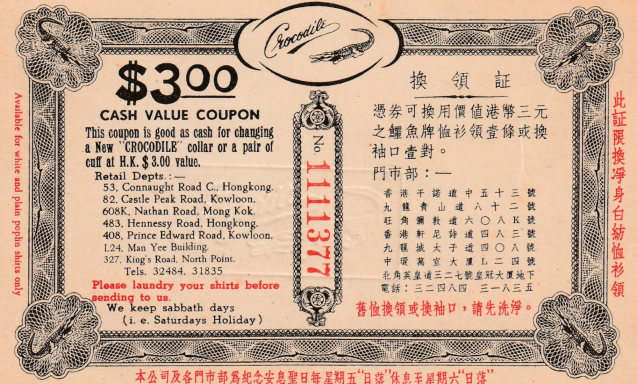 Crocodile
$3.00
CASH VALUE COUPON
This coupon is good as cash for changing
a New "CROCODILE" collar or a pair of
cuff at H.K. $3.00 value.
Retail Depts.:—
53, Connaught Road C., Hongkong.
82, Castle Peak Road, Kowloon.
608K, Nathan Road, Mong Kok.
483, Hennessy Road, Hongkong.
408, Prince Edward Road, Kowloon.
L24, Man Yee Building.
327, King's Road, North Point.
Tels. 32484, 31835
Please laundry your shirts before
sending to us.
We keep sabbath days
(i. e. Saturdays Holiday)
Available for white and plain poplin shirts only
No. 1111377
換領証
憑券可換用價值港幣三元
之鱷魚牌恤衫領壹條或換
袖口壹對。
門市部：—
香港干諾道中五十三號
九龍青山道八十二號
旺角彌敦道六〇八K號
香港軒尼詩道四八三號
九龍城太子道四〇八號
中環萬宜大廈L二四號
北角英皇道三二七號皇冠大廈地下
電話：三二四八四 三一八三五
舊恤換領或換袖口，請先洗淨。
此証限換淨身白紡恤衫領
本公司及各門市部為紀念安息聖日每星期五"日落"休息至星期六"日落"